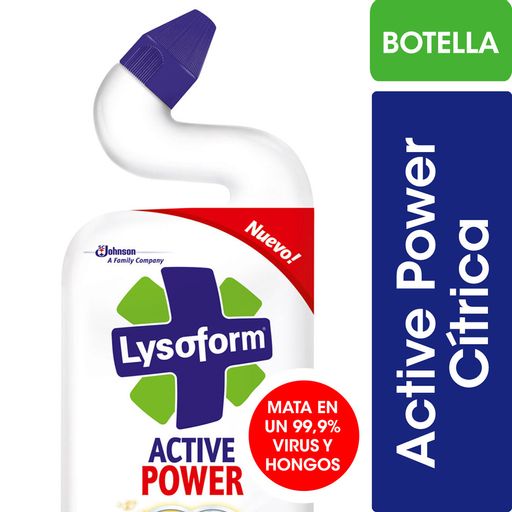 BOTELLA
Active Power
Cítrica
Nuevo!
SC Johnson
A Family Company
Lysoform®
ACTIVE
POWER
MATA EN
UN 99,9%
VIRUS Y
HONGOS